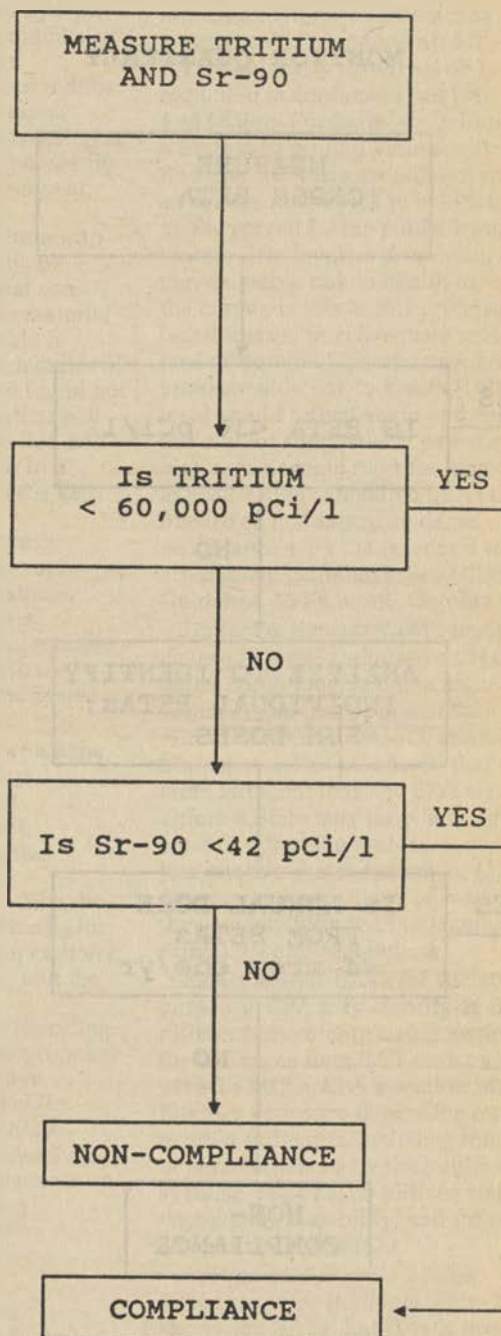 MEASURE TRITIUM
AND Sr-90
Is TRITIUM
< 60,000 pCi/l
YES
NO
Is Sr-90 <42 pCi/l
YES
NO
NON-COMPLIANCE
COMPLIANCE